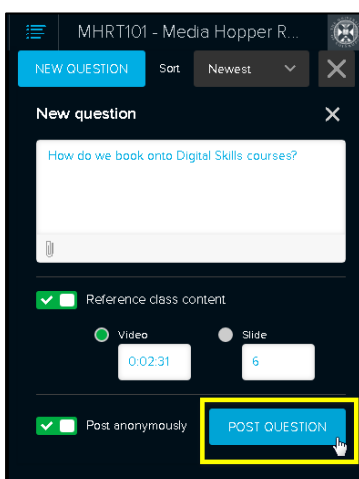 MHRT101 - Media Hopper R...
NEW QUESTION Sort Newest
New question
How do we book onto Digital Skills courses?
Reference class content
Video Slide
0:02:31 6
Post anonymously POST QUESTION